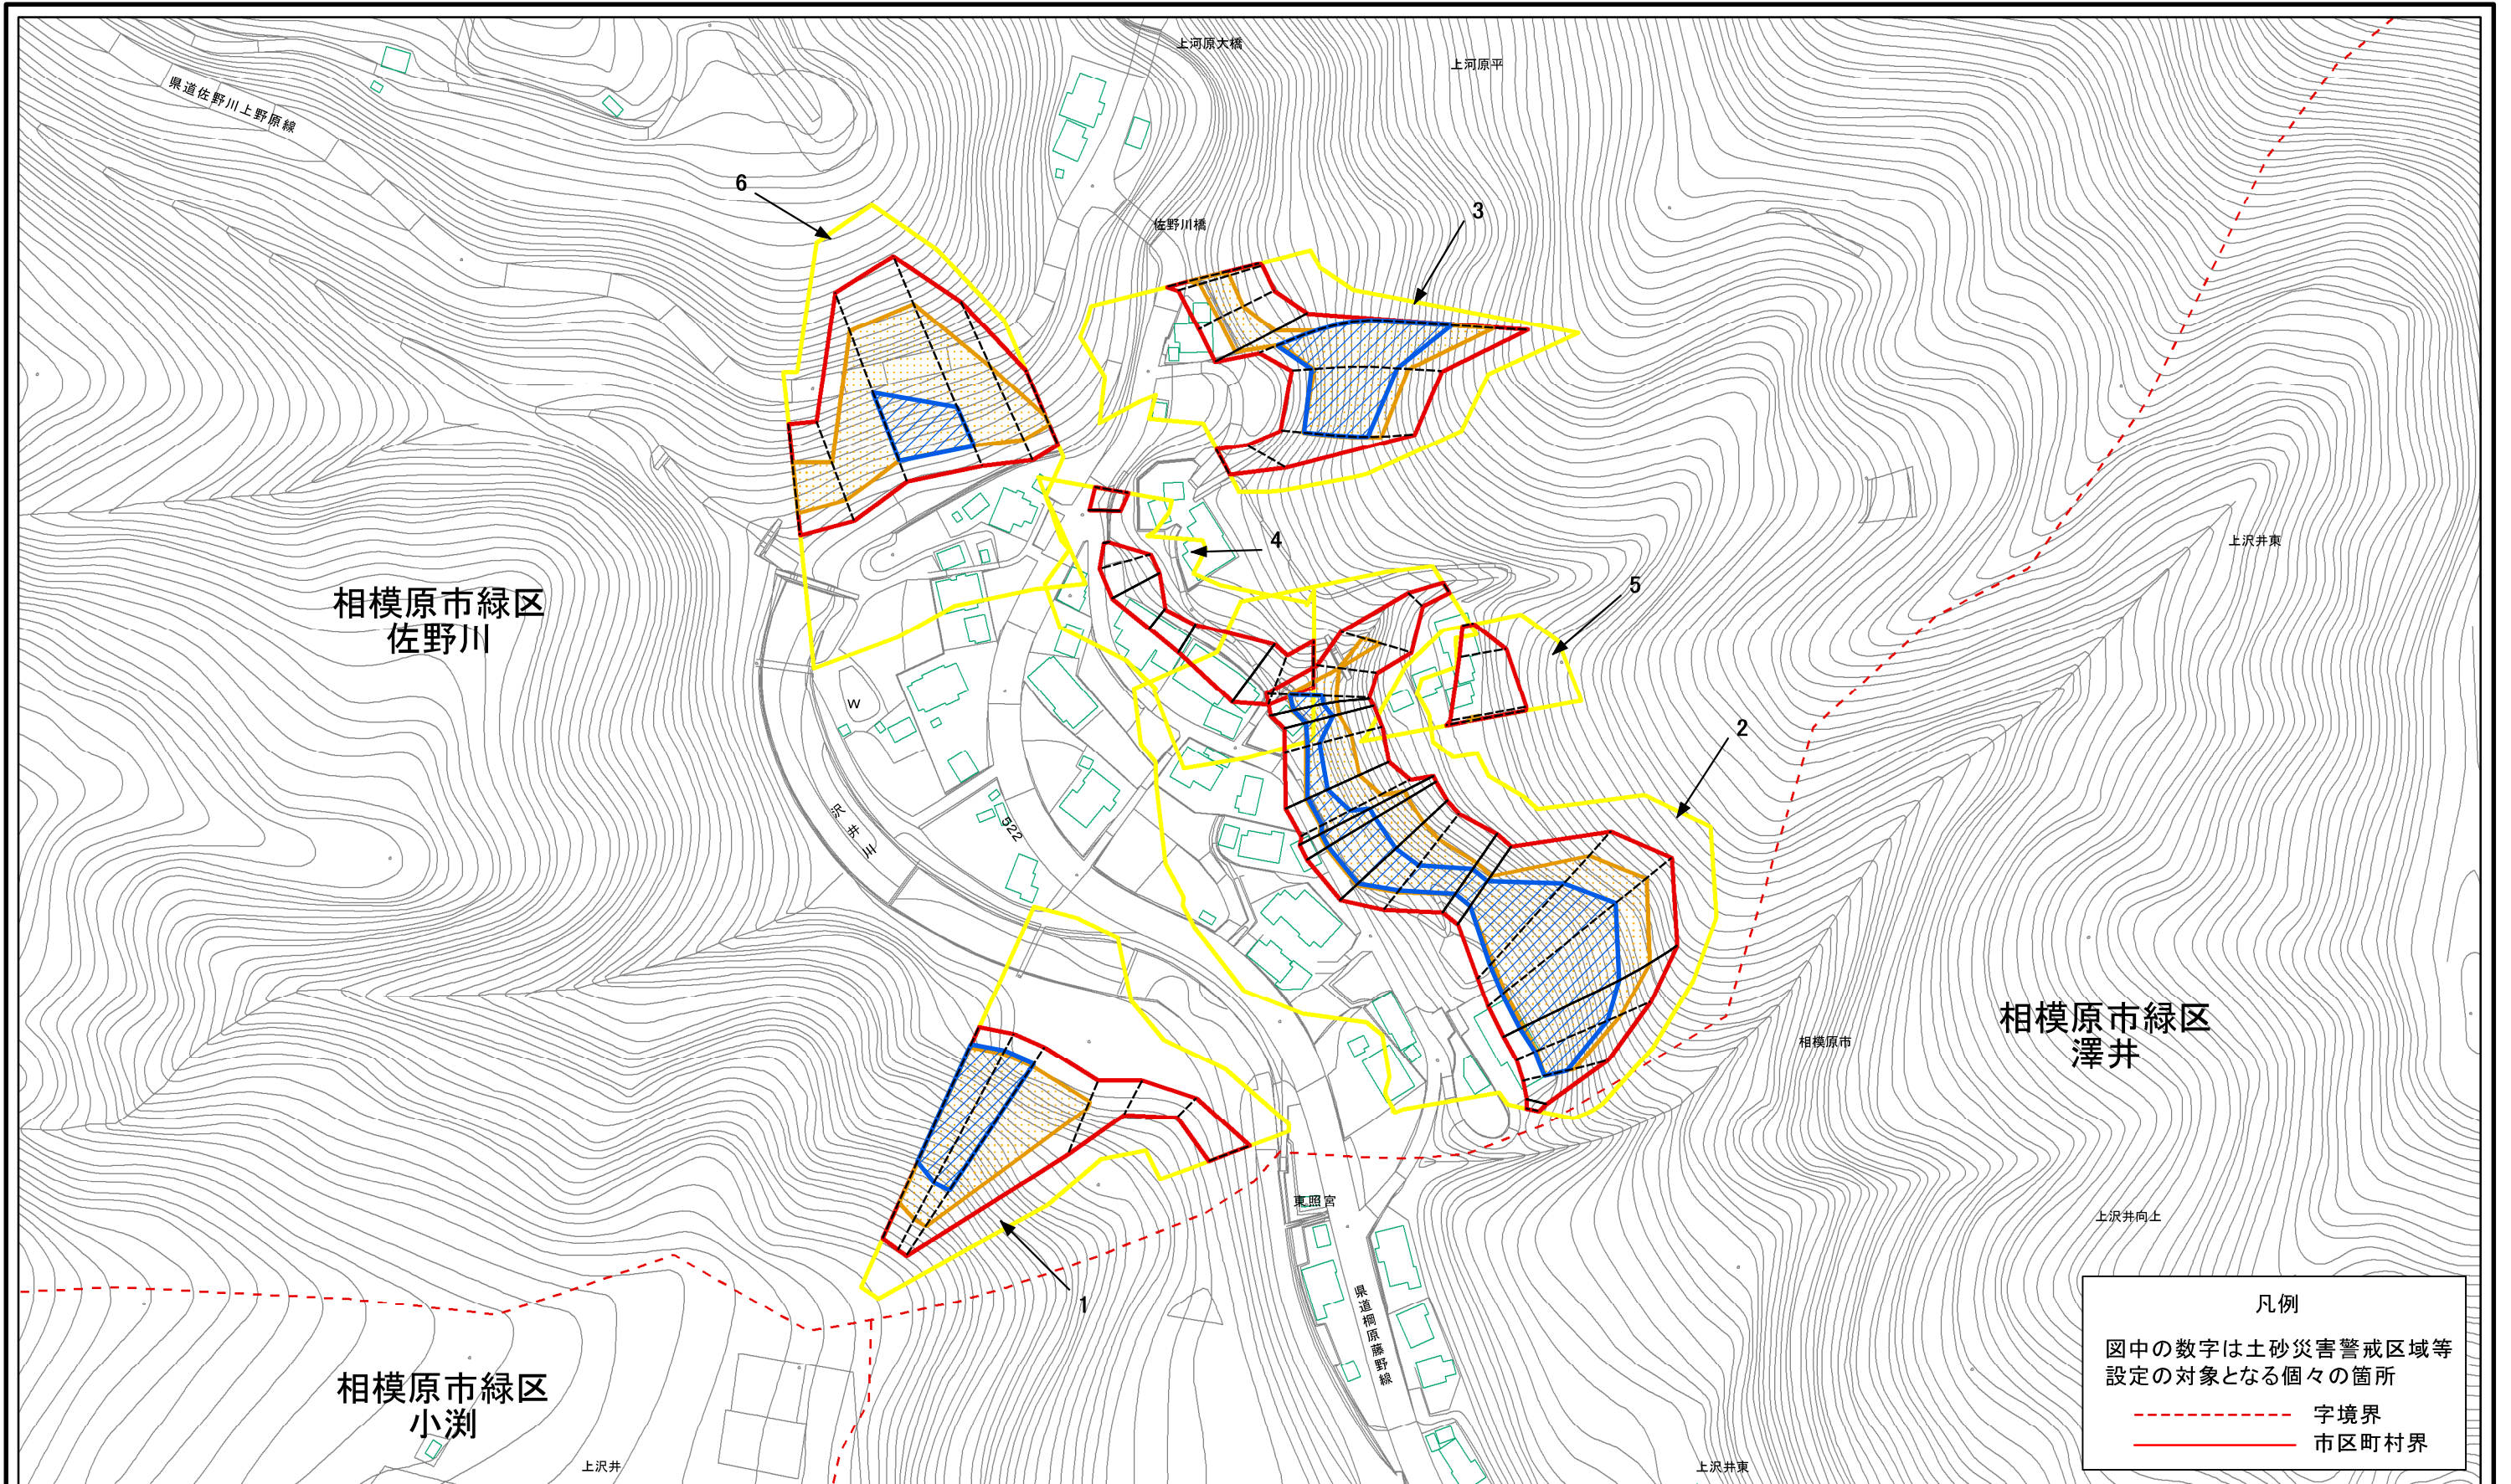 上河原大橋
上河原平
県道佐野川上野原線
6
佐野川橋
3
4
上沢井東
5
相模原市緑区
佐野川
W
2
沢井川
522
相模原市緑区
澤井
相模原市
東照宮
上沢井向上
1
県道棡原藤野線
相模原市緑区
小渕
上沢井
上沢井東
凡例
図中の数字は土砂災害警戒区域等
設定の対象となる個々の箇所
字境界
市区町村界